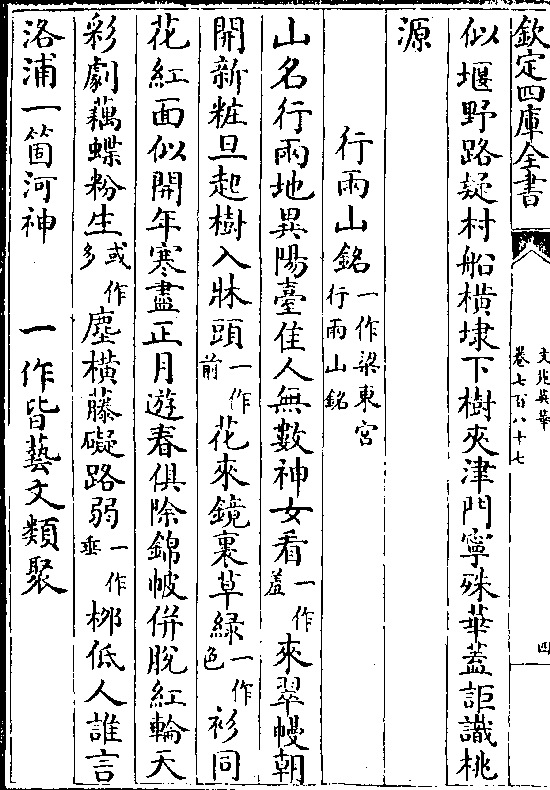 欽定四庫全書
文苑英華
卷七百八十七
四
似堰野路疑村船橫埭下樹夾津門寧殊華蓋詎識桃
源
行雨山銘一作梁東宮行雨山銘
山名行雨地異陽臺佳人無數神女看一作羞來翠幔朝
開新粧旦起樹入牀頭一作前花來鏡裏草緑一作色衫同
花紅面似開年寒盡正月遊春俱除錦帔併脫紅輪天
彩劇藕蝶粉生或作多塵橫藤礙路弱一作垂栁低人誰言
洛浦一箇河神 一作皆藝文類聚